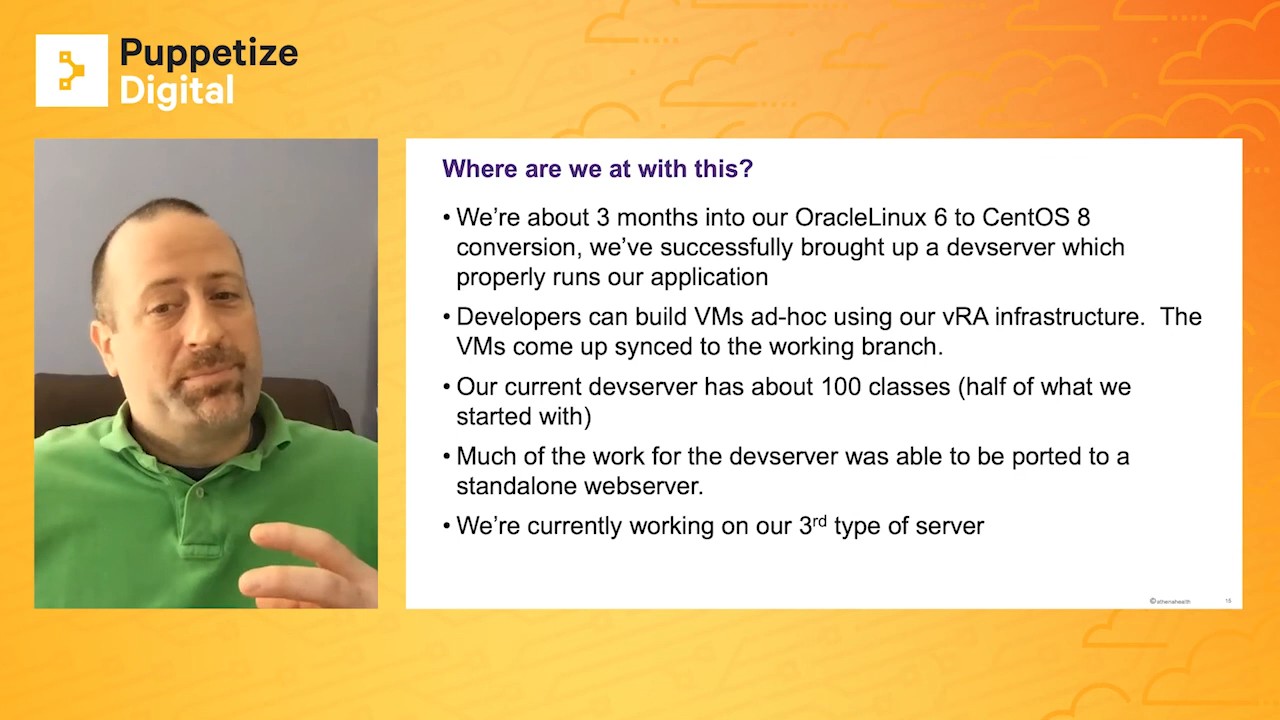 Puppetize
Digital
Where are we at with this?
• We’re about 3 months into our OracleLinux 6 to CentOS 8
conversion, we’ve successfully brought up a devserver which
properly runs our application
• Developers can build VMs ad-hoc using our vRA infrastructure.  The
VMs come up synced to the working branch.
• Our current devserver has about 100 classes (half of what we
started with)
• Much of the work for the devserver was able to be ported to a
standalone webserver.
• We’re currently working on our 3rd type of server
©athenahealth